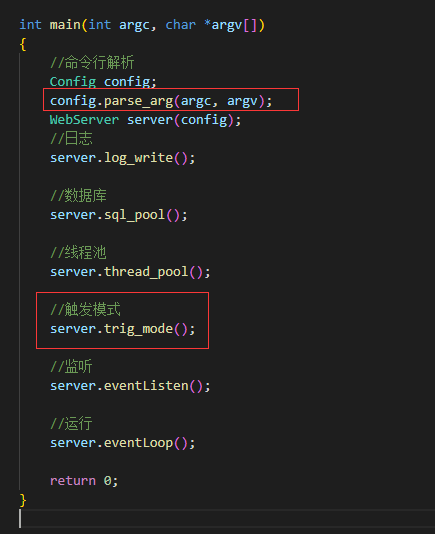 int main(int argc, char *argv[])
{
//命令行解析
Config config;
config.parse_arg(argc, argv);
WebServer server(config);
//日志
server.log_write();
//数据库
server.sql_pool();
//线程池
server.thread_pool();
//触发模式
server.trig_mode();
//监听
server.eventListen();
//运行
server.eventLoop();
return 0;
}